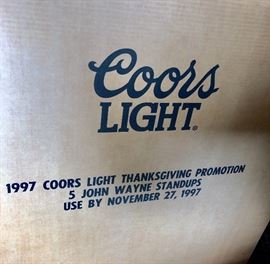 Coors
LIGHT®
1997 COORS LIGHT THANKSGIVING PROMOTION
5 JOHN WAYNE STANDUPS
USE BY NOVEMBER 27, 1997